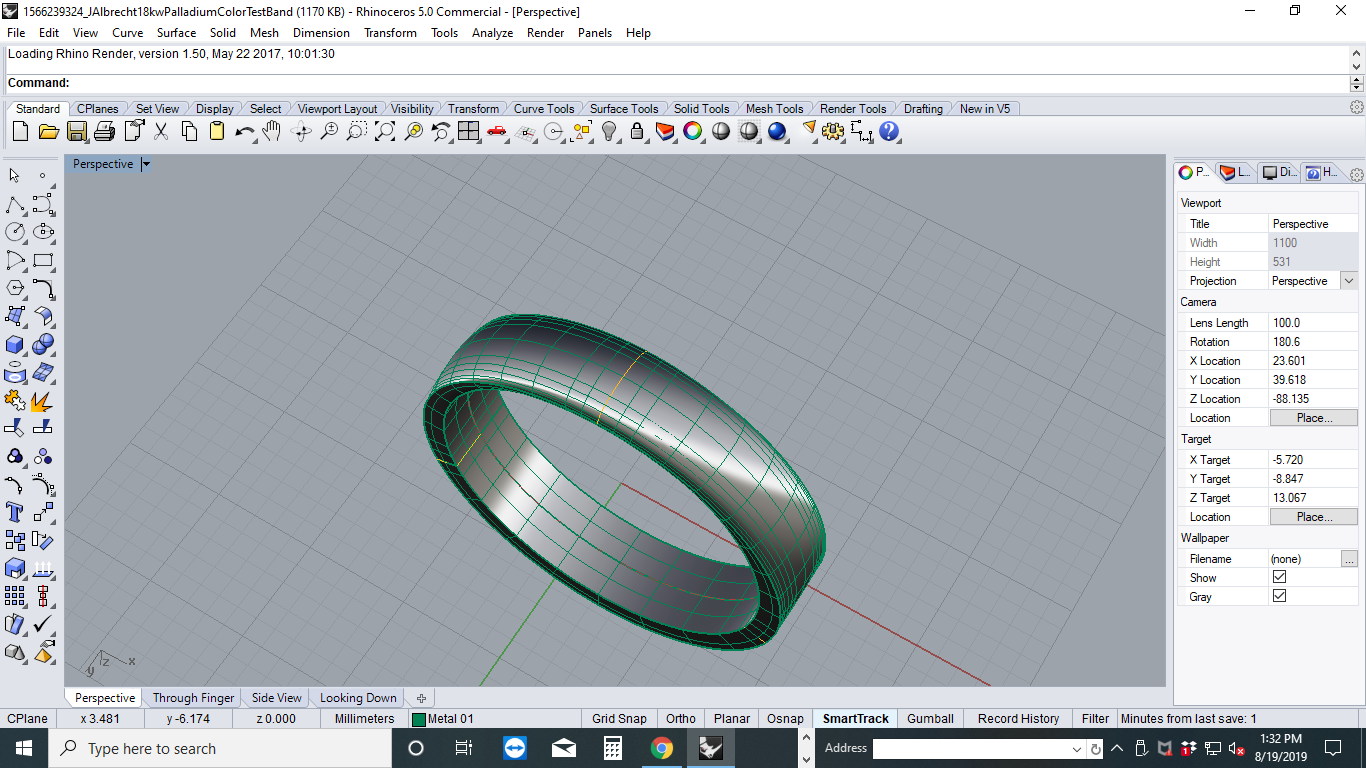 1566239324_JAlbrecht18kwPalladiumColorTestBand (1170 KB) - Rhinoceros 5.0 Commercial - [Perspective]
File Edit View Curve Surface Solid Mesh Dimension Transform Tools Analyze Render Panels Help
Loading Rhino Render, version 1.50, May 22 2017, 10:01:30
Command:
Standard CPlanes Set View Display Select Viewport Layout Visibility Transform Curve Tools Surface Tools Solid Tools Mesh Tools Render Tools Drafting New in V5
Perspective
P... L... Di... H...
Viewport
Title Perspective
Width 1100
Height 531
Projection Perspective
Camera
Lens Length 100.0
Rotation 180.6
X Location 23.601
Y Location 39.618
Z Location -88.135
Location Place...
Target
X Target -5.720
Y Target -8.847
Z Target 13.067
Location Place...
Wallpaper
Filename (none) ...
Show
Gray
z x
y
Perspective Through Finger Side View Looking Down
CPlane x 3.481 y -6.174 z 0.000 Millimeters Metal 01 Grid Snap Ortho Planar Osnap SmartTrack Gumball Record History Filter Minutes from last save: 1
Type here to search Address 1:32 PM
8/19/2019